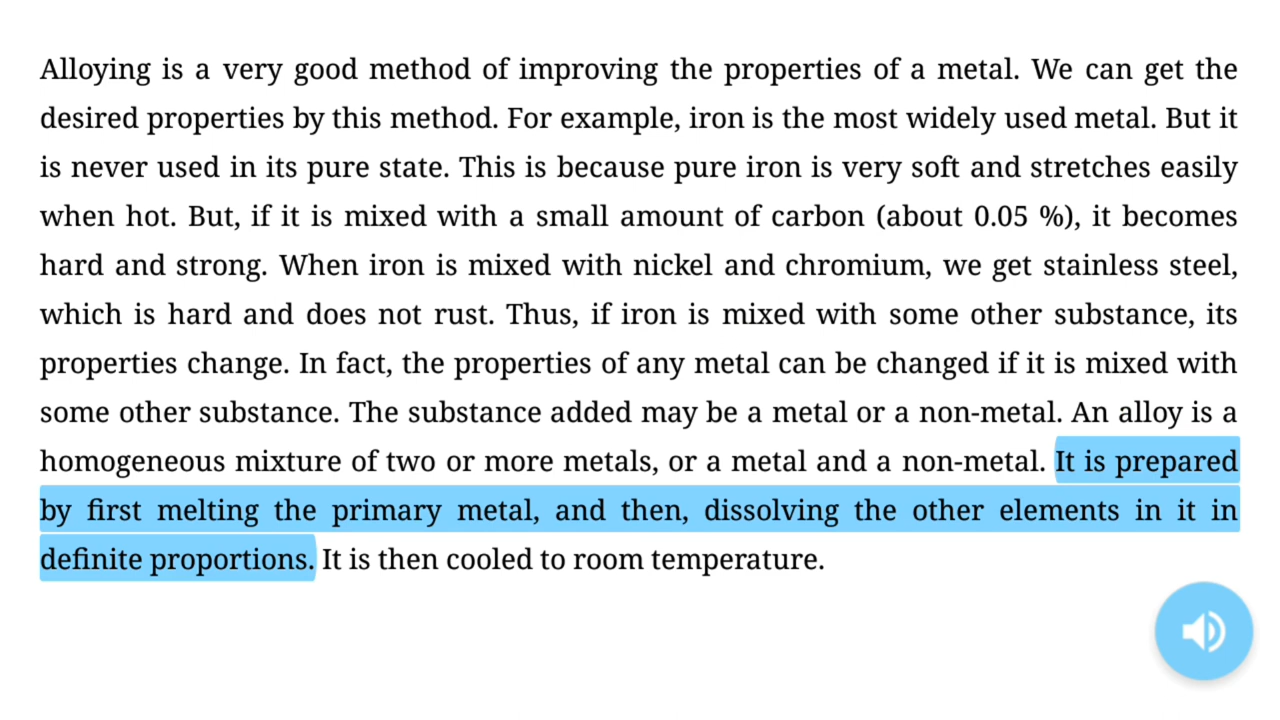 Alloying is a very good method of improving the properties of a metal. We can get the
desired properties by this method. For example, iron is the most widely used metal. But it
is never used in its pure state. This is because pure iron is very soft and stretches easily
when hot. But, if it is mixed with a small amount of carbon (about 0.05 %), it becomes
hard and strong. When iron is mixed with nickel and chromium, we get stainless steel,
which is hard and does not rust. Thus, if iron is mixed with some other substance, its
properties change. In fact, the properties of any metal can be changed if it is mixed with
some other substance. The substance added may be a metal or a non-metal. An alloy is a
homogeneous mixture of two or more metals, or a metal and a non-metal. It is prepared
by first melting the primary metal, and then, dissolving the other elements in it in
definite proportions. It is then cooled to room temperature.